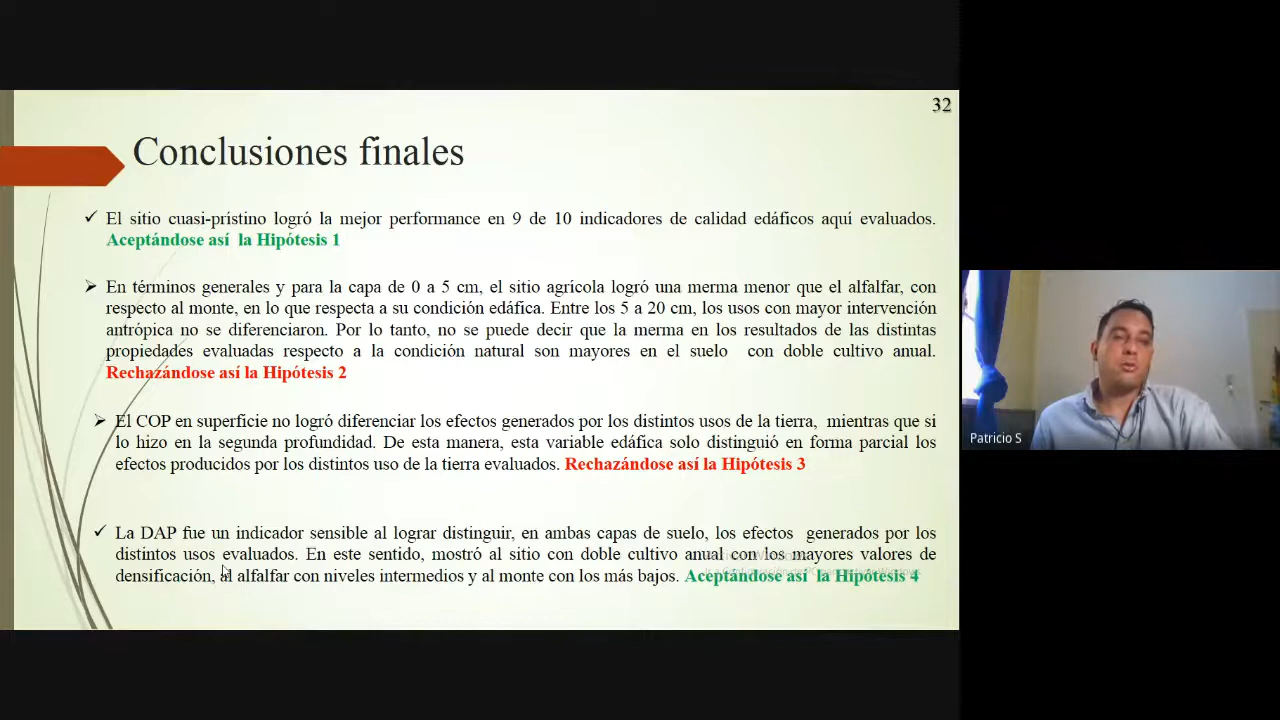 32
Conclusiones finales
El sitio cuasi-prístino logró la mejor performance en 9 de 10 indicadores de calidad edáficos aquí evaluados.
Aceptándose así la Hipótesis 1
En términos generales y para la capa de 0 a 5 cm, el sitio agrícola logró una merma menor que el alfalfar, con
respecto al monte, en lo que respecta a su condición edáfica. Entre los 5 a 20 cm, los usos con mayor intervención
antrópica no se diferenciaron. Por lo tanto, no se puede decir que la merma en los resultados de las distintas
propiedades evaluadas respecto a la condición natural son mayores en el suelo con doble cultivo anual.
Rechazándose así la Hipótesis 2
El COP en superficie no logró diferenciar los efectos generados por los distintos usos de la tierra, mientras que si
lo hizo en la segunda profundidad. De esta manera, esta variable edáfica solo distinguió en forma parcial los
efectos producidos por los distintos uso de la tierra evaluados. Rechazándose así la Hipótesis 3
La DAP fue un indicador sensible al lograr distinguir, en ambas capas de suelo, los efectos generados por los
distintos usos evaluados. En este sentido, mostró al sitio con doble cultivo anual con los mayores valores de
densificación, al alfalfar con niveles intermedios y al monte con los más bajos. Aceptándose así la Hipótesis 4
Patricio S